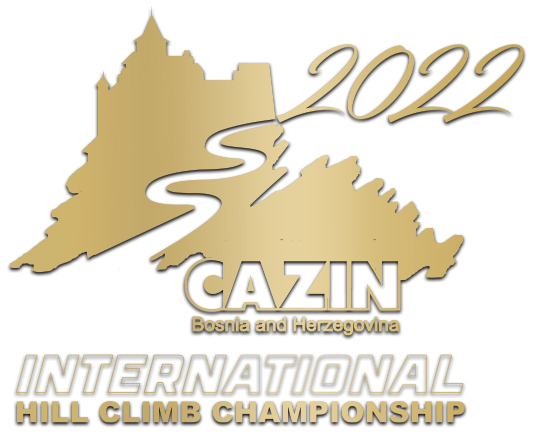 2022
CAZIN
Bosnia and Herzegovina
INTERNATIONAL
HILL CLIMB CHAMPIONSHIP